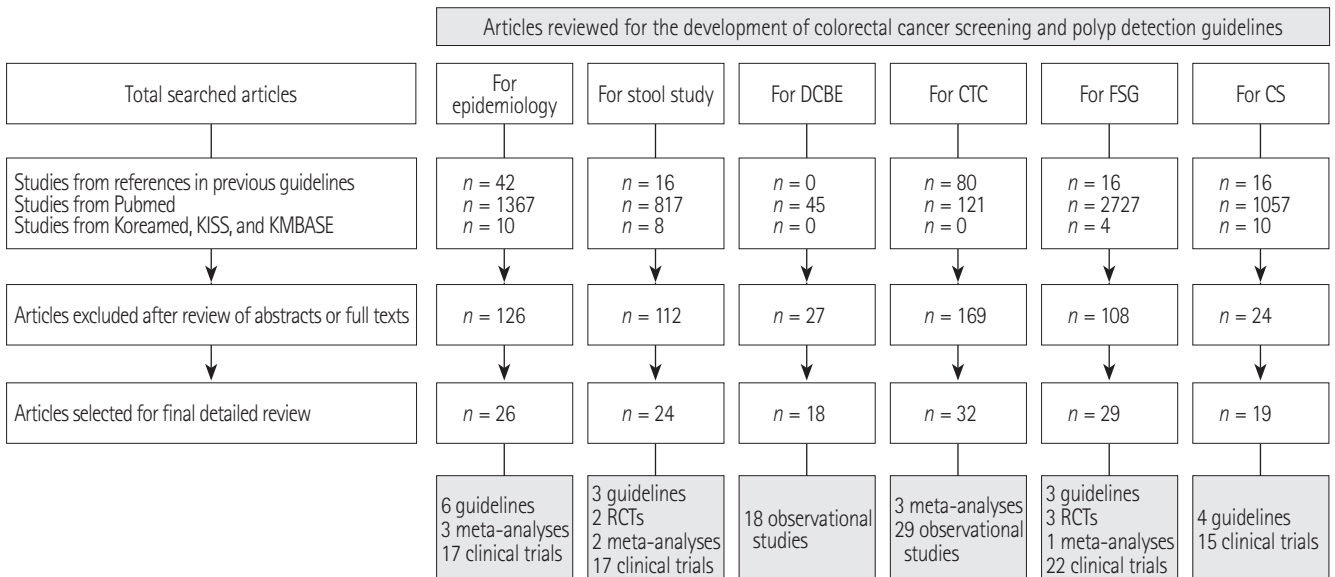 Articles reviewed for the development of colorectal cancer screening and polyp detection guidelines
Total searched articles
For
epidemiology
For stool study
For DCBE
For CTC
For FSG
For CS
Studies from references in previous guidelines
Studies from Pubmed
Studies from Koreamed, KISS, and KMBASE
n = 42
n = 1367
n = 10
n = 16
n = 817
n = 8
n = 0
n = 45
n = 0
n = 80
n = 121
n = 0
n = 16
n = 2727
n = 4
n = 16
n = 1057
n = 10
Articles excluded after review of abstracts or full texts
n = 126
n = 112
n = 27
n = 169
n = 108
n = 24
Articles selected for final detailed review
n = 26
n = 24
n = 18
n = 32
n = 29
n = 19
6 guidelines
3 meta-analyses
17 clinical trials
3 guidelines
2 RCTs
2 meta-analyses
17 clinical trials
18 observational
studies
3 meta-analyses
29 observational
studies
3 guidelines
3 RCTs
1 meta-analyses
22 clinical trials
4 guidelines
15 clinical trials